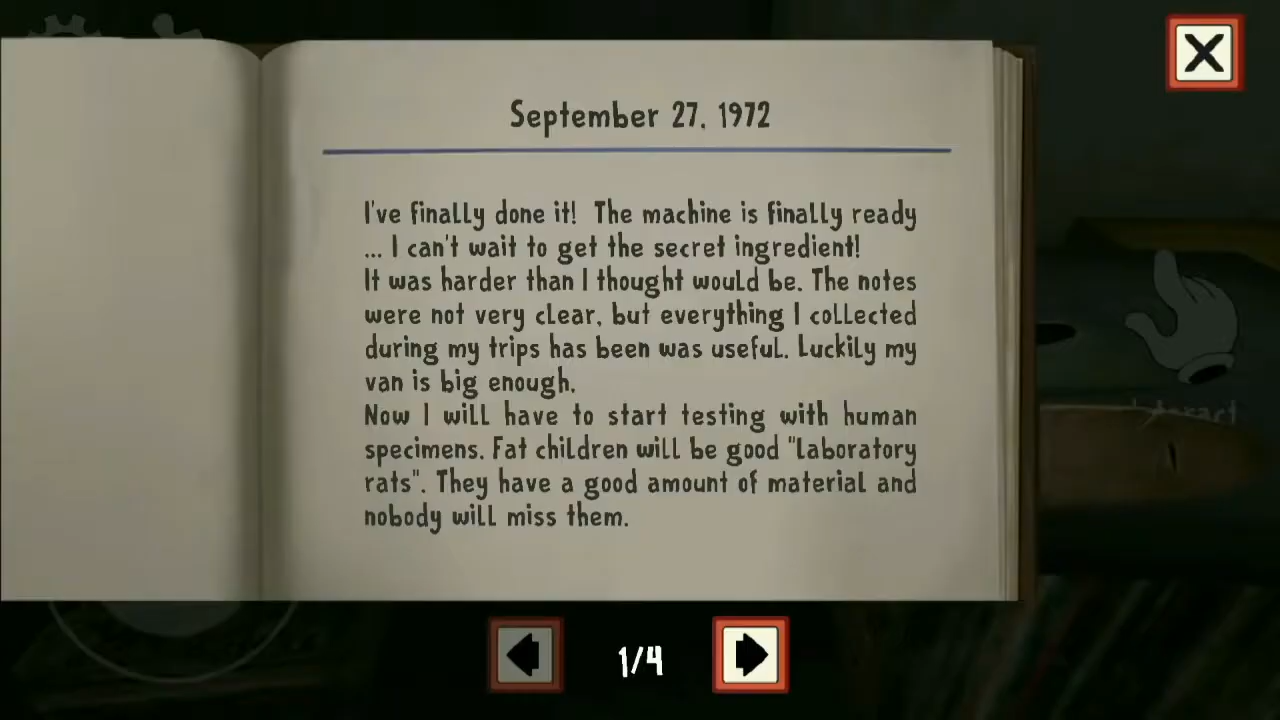 September 27, 1972
I've finally done it! The machine is finally ready
... I can't wait to get the secret ingredient!
It was harder than I thought would be. The notes
were not very clear, but everything I collected
during my trips has been was useful. Luckily my
van is big enough.
Now I will have to start testing with human
specimens. Fat children will be good "laboratory
rats". They have a good amount of material and
nobody will miss them.
X
Interact
1/4